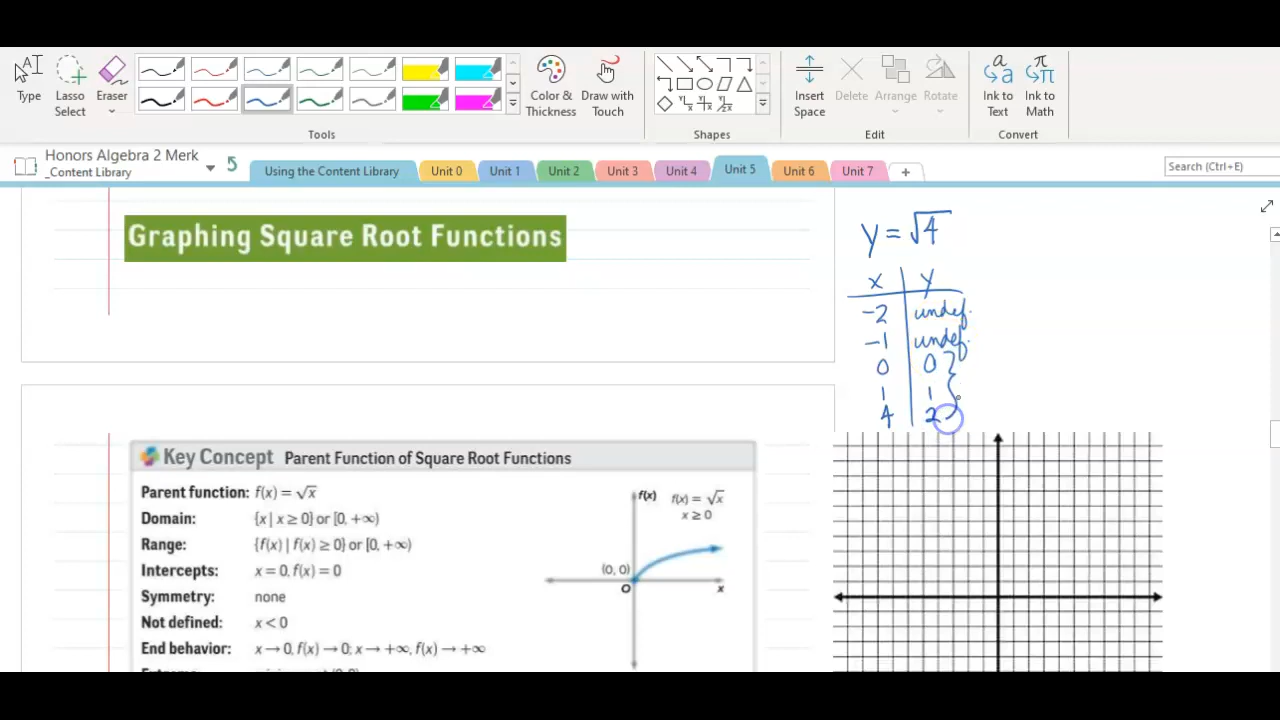 Type
Lasso
Select
Eraser
Color &
Thickness
Draw with
Touch
Insert
Space
Delete
Arrange
Rotate
Ink to
Text
Ink to
Math
Tools
Shapes
Edit
Convert
Honors Algebra 2 Merk
_Content Library
Using the Content Library
Unit 0
Unit 1
Unit 2
Unit 3
Unit 4
Unit 5
Unit 6
Unit 7
+
Search (Ctrl+E)
Graphing Square Root Functions
y = √4
x y
-2 undef.
-1 undef.
0 0
1 1
4 2
Key Concept Parent Function of Square Root Functions
Parent function: f(x) = √x
Domain: {x | x ≥ 0} or [0, +∞)
Range: {f(x) | f(x) ≥ 0} or [0, +∞)
Intercepts: x = 0, f(x) = 0
Symmetry: none
Not defined: x < 0
End behavior: x → 0, f(x) → 0; x → +∞, f(x) → +∞
f(x)
f(x) = √x
x ≥ 0
(0, 0)
O
x